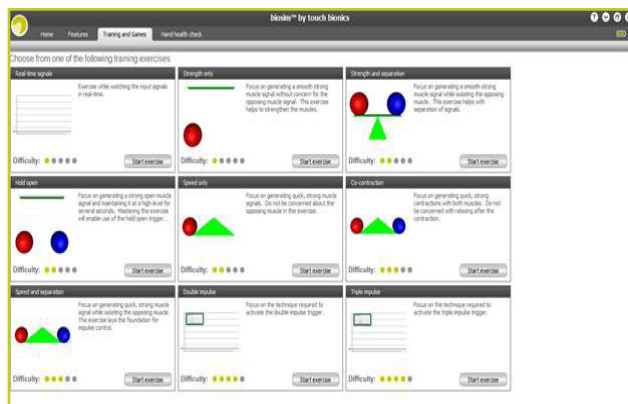 biosim™ by touch bionics
Home Features Training and Games Hand health check
Choose from one of the following training exercises
Real-time signals
Exercise while watching the input signals
in real-time.
Difficulty:
Start exercise
Strength only
Focus on generating a smooth strong
muscle signal without concern for the
opposing muscle signal. This exercise
helps to strengthen the muscles.
Difficulty:
Start exercise
Strength and separation
Focus on generating a smooth strong
muscle signal while isolating the opposing
muscle. This exercise helps with
separation of signals.
Difficulty:
Start exercise
Hold open
Focus on generating a strong open muscle
signal and maintaining it at a high level for
several seconds. Mastering this exercise
will enable use of the hold open trigger.
Difficulty:
Start exercise
Speed only
Focus on generating quick, strong muscle
signals. Do not be concerned about the
opposing muscle in the exercise.
Difficulty:
Start exercise
Co-contraction
Focus on generating quick, strong
contractions with both muscles. Do not
be concerned with relaxing after the
contraction.
Difficulty:
Start exercise
Speed and separation
Focus on generating quick, strong muscle
signal while isolating the opposing muscle.
This exercise lays the foundation for
impulse control.
Difficulty:
Start exercise
Double impulse
Focus on the technique required to
activate the double impulse trigger.
Difficulty:
Start exercise
Triple impulse
Focus on the technique required to
activate the triple impulse trigger.
Difficulty:
Start exercise